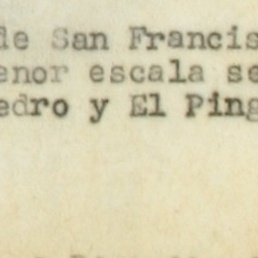 de San Francis
enor escala se
edro y El Ping